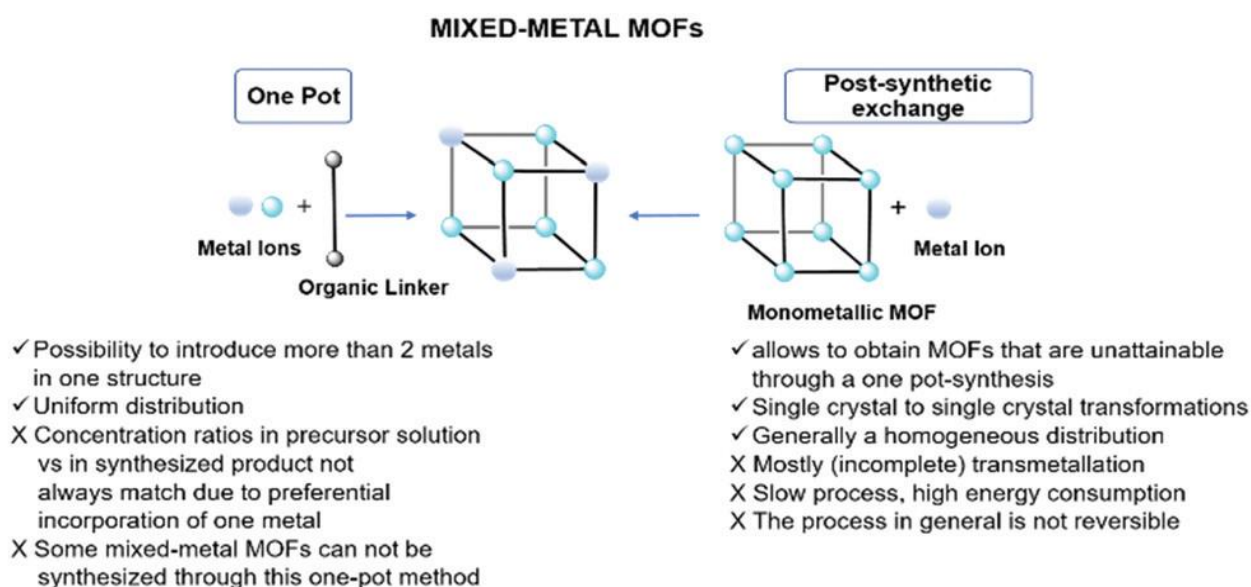 MIXED-METAL MOFs
One Pot
+
Metal Ions
Organic Linker
Post-synthetic
exchange
+
Metal Ion
Monometallic MOF
✓ Possibility to introduce more than 2 metals
in one structure
✓ Uniform distribution
X Concentration ratios in precursor solution
vs in synthesized product not
always match due to preferential
incorporation of one metal
X Some mixed-metal MOFs can not be
synthesized through this one-pot method
✓ allows to obtain MOFs that are unattainable
through a one pot-synthesis
✓ Single crystal to single crystal transformations
✓ Generally a homogeneous distribution
X Mostly (incomplete) transmetallation
X Slow process, high energy consumption
X The process in general is not reversible